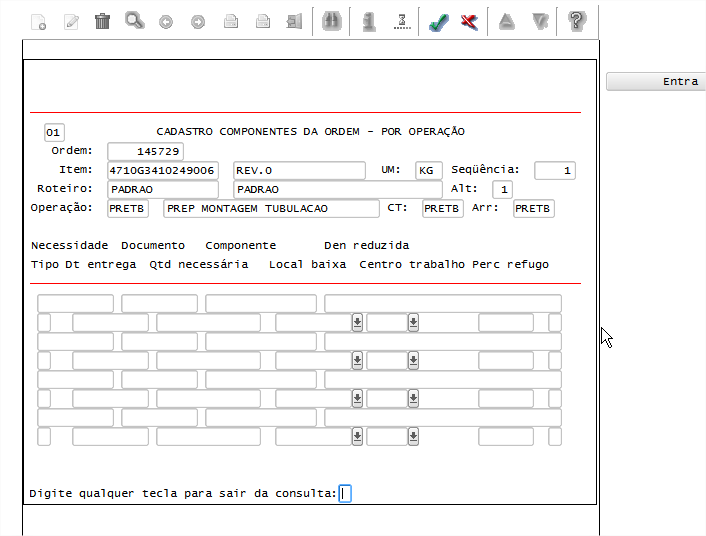 Entra
01 CADASTRO COMPONENTES DA ORDEM - POR OPERAÇÃO
Ordem: 145729
Item: 4710G3410249006 REV.0 UM: KG Seqüência: 1
Roteiro: PADRAO PADRAO Alt: 1
Operação: PRETB PREP MONTAGEM TUBULACAO CT: PRETB Arr: PRETB
Necessidade Documento Componente Den reduzida
Tipo Dt entrega Qtd necessária Local baixa Centro trabalho Perc refugo
Digite qualquer tecla para sair da consulta: